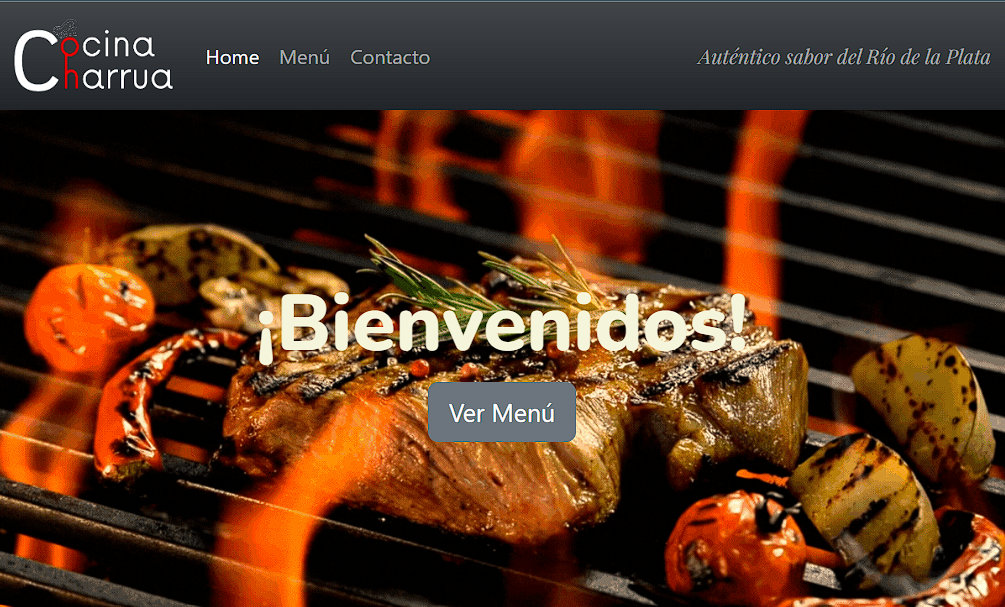 Cocina
Charrua
Home Menú Contacto
Auténtico sabor del Río de la Plata
¡Bienvenidos!
Ver Menú